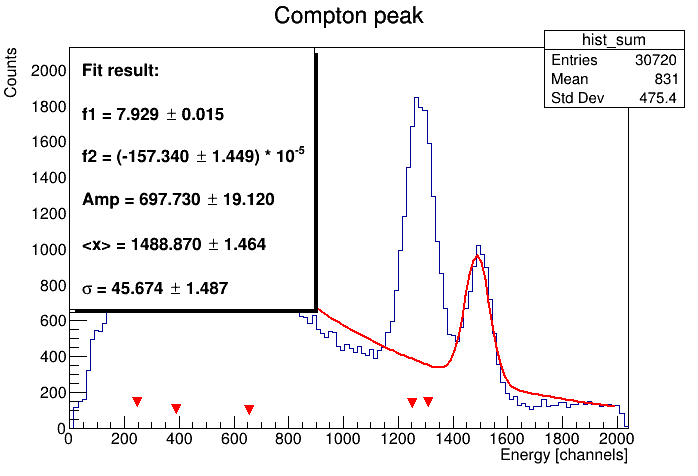 Compton peak
hist_sum
Entries 30720
Mean 831
Std Dev 475.4
Counts
Fit result:
f1 = 7.929 ± 0.015
f2 = (-157.340 ± 1.449) * 10^-5
Amp = 697.730 ± 19.120
<x> = 1488.870 ± 1.464
σ = 45.674 ± 1.487
2000
1800
1600
1400
1200
1000
800
600
400
200
0
0 200 400 600 800 1000 1200 1400 1600 1800 2000
Energy [channels]